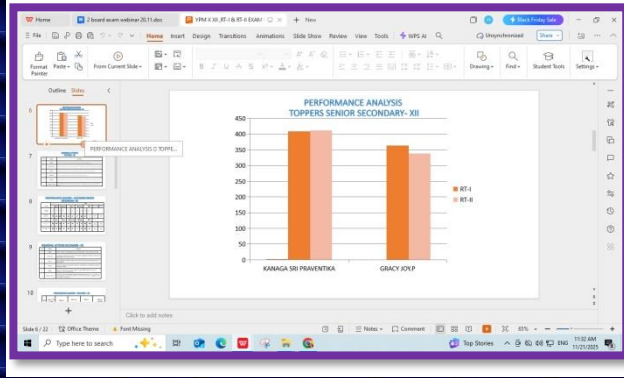 Home
2 board exam webinar 20.11.doc
YPM X XII_RT-I & RT-II EXAM
+ New
Black Friday Sale
File
Home Insert Design Transitions Animations Slide Show Review View Tools WPS AI
Unsynchronized
Share
Format Painter
Paste
From Current Slide
Drawing
Find
Student Tools
Settings
Outline Slides
6
PERFORMANCE ANALYSIS TOPPE...
7
8
9
10
PERFORMANCE ANALYSIS
TOPPERS SENIOR SECONDARY- XII
450
400
350
300
250
200
150
100
50
0
KANAGA SRI PRAVENTIKA
GRACY JOY.P
RT-I
RT-II
Click to add notes
Slide 6 / 22
Office Theme
Font Missing
Notes
Comment
Type here to search
Top Stories
ENG
11:32 AM
11/21/2025